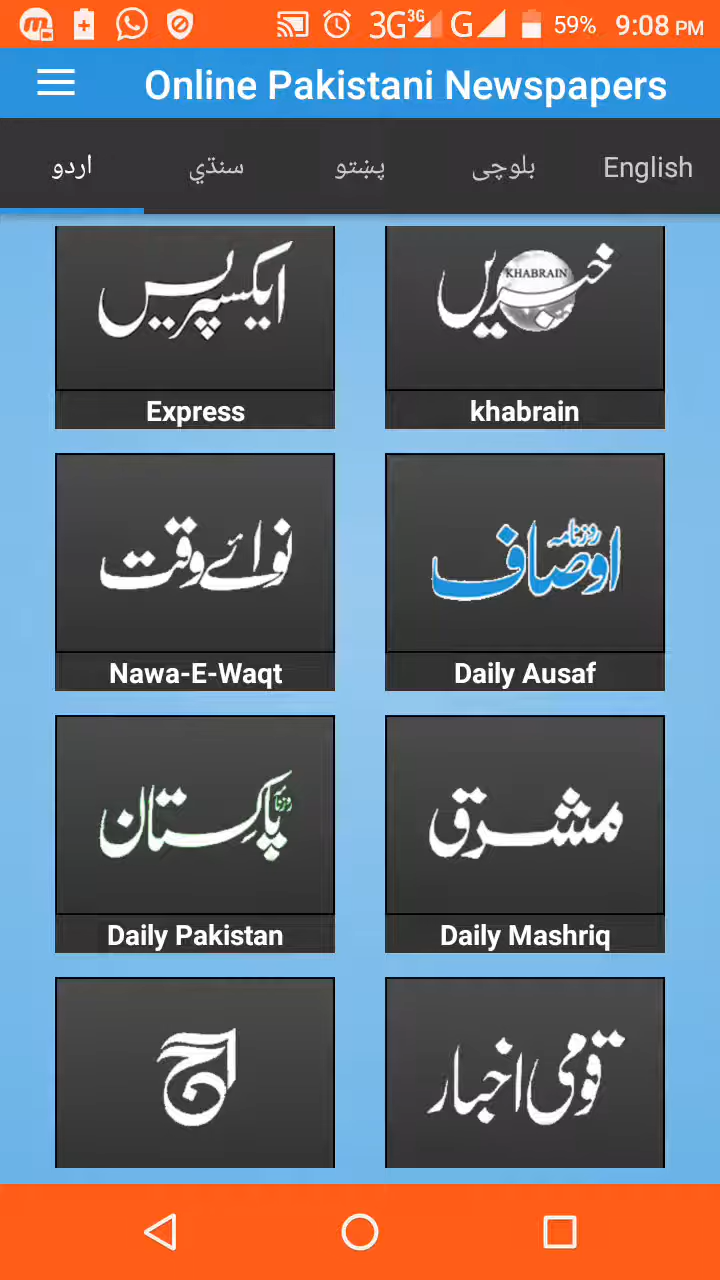 3G 3G G 59% 9:08 PM
Online Pakistani Newspapers
اردو سنڌي پښتو بلوچی English
ایکسپریس
Express
خبریں KHABRAIN
khabrain
نوائے وقت
Nawa-E-Waqt
روزنامہ اوصاف
Daily Ausaf
روزنامہ پاکستان
Daily Pakistan
مشرق
Daily Mashriq
آج
قومی اخبار